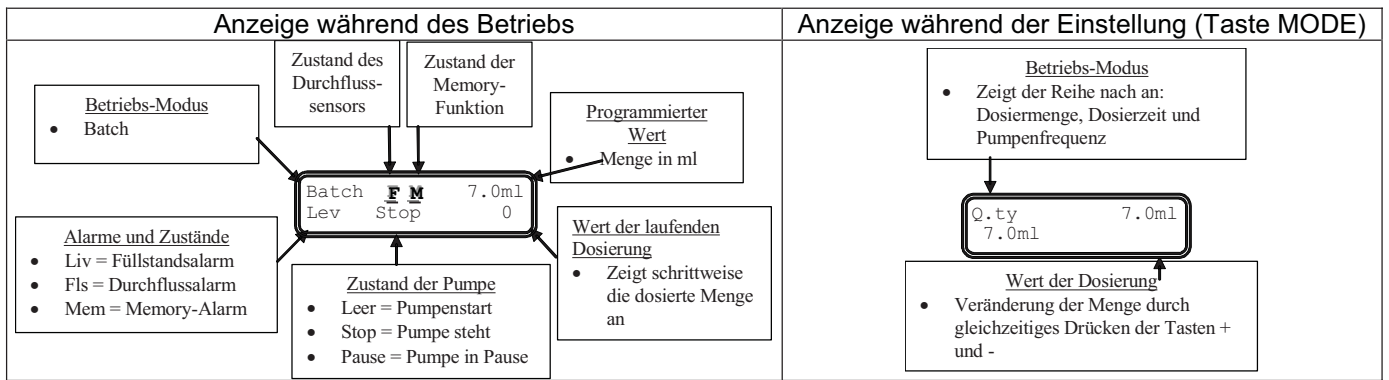 Anzeige während des Betriebs
Zustand des
Durchfluss-
sensors
Zustand der
Memory-
Funktion
Betriebs-Modus
• Batch
Programmierter
Wert
• Menge in ml
Batch F M 7.0ml
Lev Stop 0
Alarme und Zustände
• Liv = Füllstandsalarm
• Fls = Durchflussalarm
• Mem = Memory-Alarm
Zustand der Pumpe
• Leer = Pumpenstart
• Stop = Pumpe steht
• Pause = Pumpe in Pause
Wert der laufenden
Dosierung
• Zeigt schrittweise
die dosierte Menge
an
Anzeige während der Einstellung (Taste MODE)
Betriebs-Modus
• Zeigt der Reihe nach an:
Dosiermenge, Dosierzeit und
Pumpenfrequenz
Q.ty 7.0ml
7.0ml
Wert der Dosierung
• Veränderung der Menge durch
gleichzeitiges Drücken der Tasten +
und -